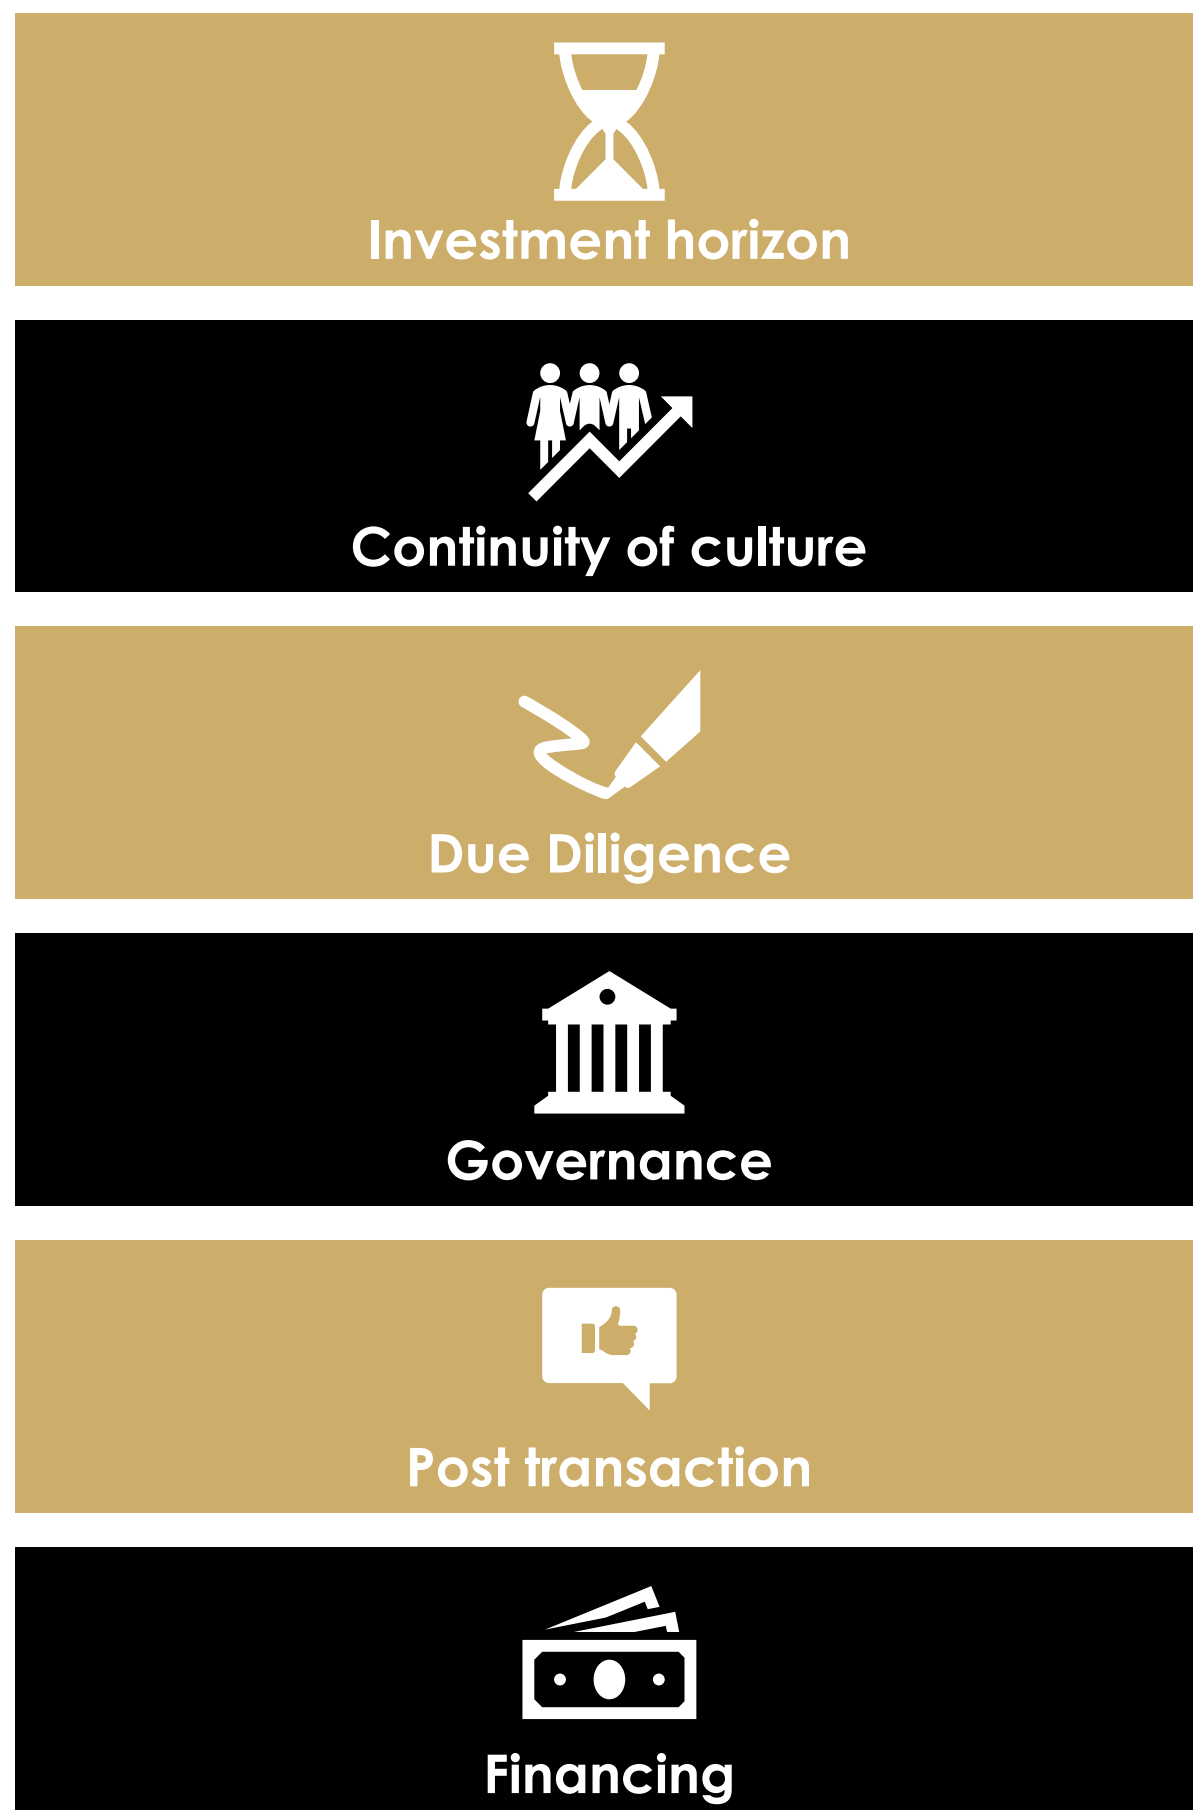 Investment horizon
Continuity of culture
Due Diligence
Governance
Post transaction
Financing